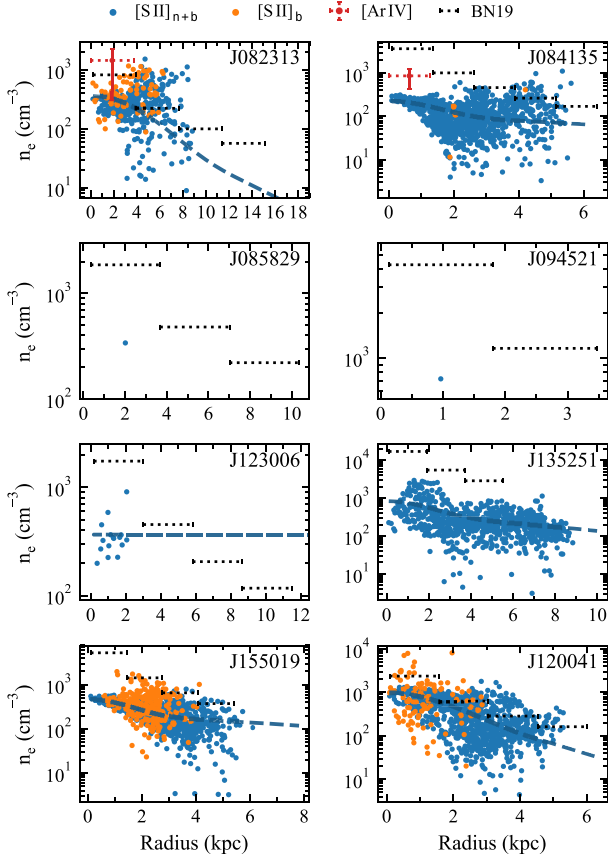 [S II]n+b [S II]b [Ar IV] BN19
J082313 J084135
10³ 10³
10² 10²
10¹ 10¹
ne (cm⁻³)
0 2 4 6 8 10 12 14 16 18 0 2 4 6
J085829 J094521
10³ 10³
10²
ne (cm⁻³)
0 2 4 6 8 10 0 1 2 3
J123006 J135251
10³ 10⁴
10² 10³
10²
10¹
ne (cm⁻³)
0 2 4 6 8 10 12 0 2 4 6 8 10
J155019 J120041
10³ 10⁴
10² 10³
10¹ 10²
10¹
ne (cm⁻³)
0 2 4 6 8 0 2 4 6
Radius (kpc) Radius (kpc)